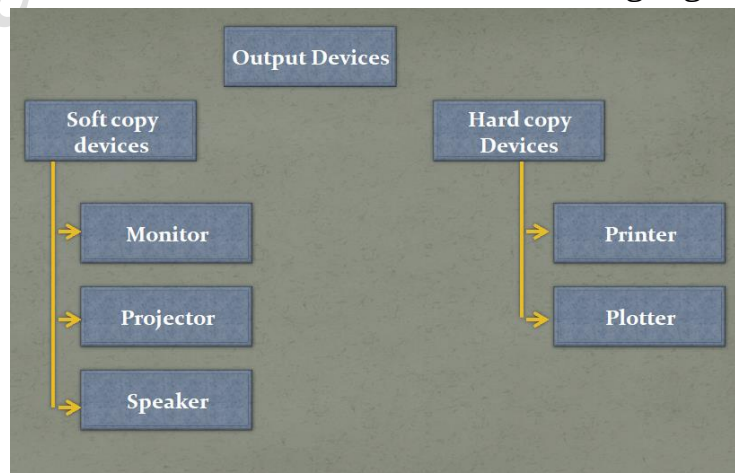 Output Devices
Soft copy
devices
Hard copy
Devices
Monitor
Printer
Projector
Plotter
Speaker